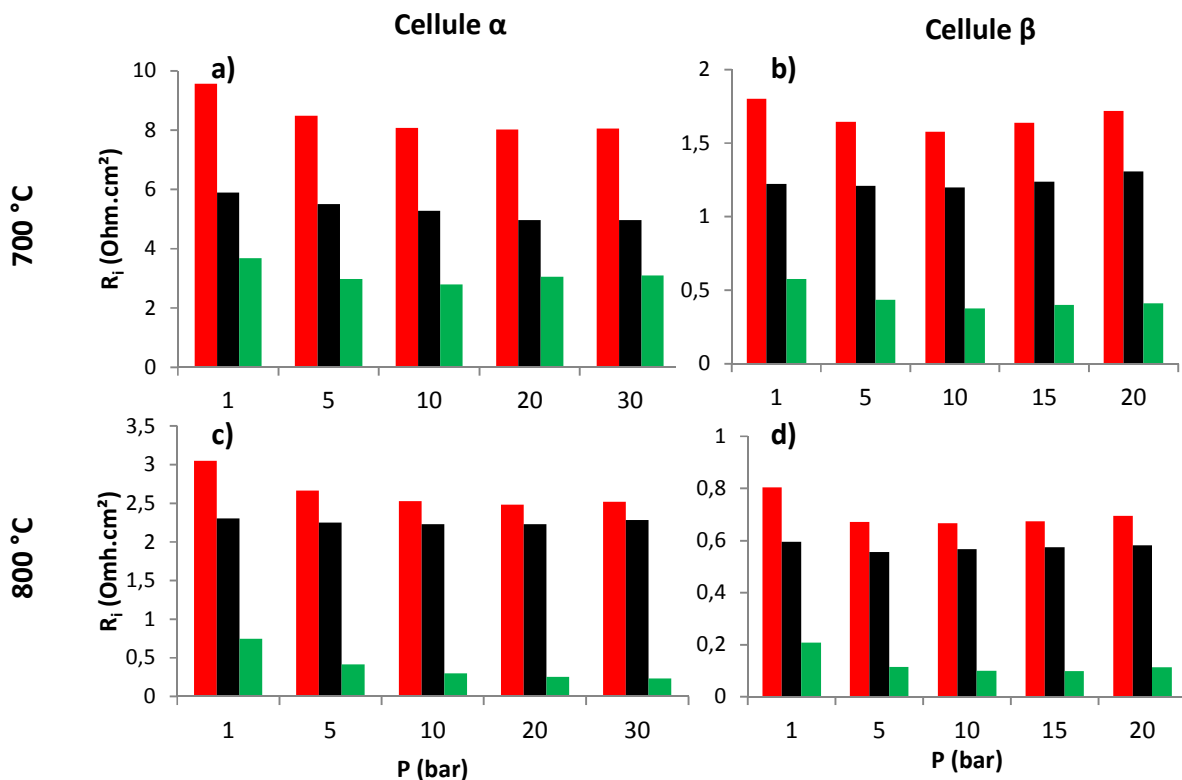 Cellule α
Cellule β
700 °C
a)
R_i (Ohm.cm²)
10
8
6
4
2
0
1 5 10 20 30
b)
2
1,5
1
0,5
0
1 5 10 15 20
800 °C
c)
R_i (Omh.cm²)
3,5
3
2,5
2
1,5
1
0,5
0
1 5 10 20 30
P (bar)
d)
1
0,8
0,6
0,4
0,2
0
1 5 10 15 20
P (bar)